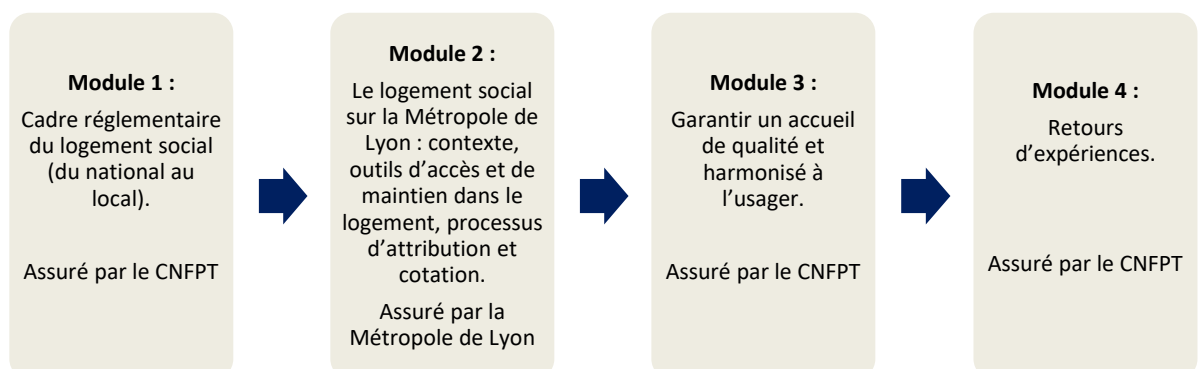 Module 1 :
Cadre réglementaire
du logement social
(du national au
local).
Assuré par le CNFPT
Module 2 :
Le logement social
sur la Métropole de
Lyon : contexte,
outils d’accès et de
maintien dans le
logement, processus
d’attribution et
cotation.
Assuré par la
Métropole de Lyon
Module 3 :
Garantir un accueil
de qualité et
harmonisé à
l’usager.
Assuré par le CNFPT
Module 4 :
Retours
d’expériences.
Assuré par le CNFPT